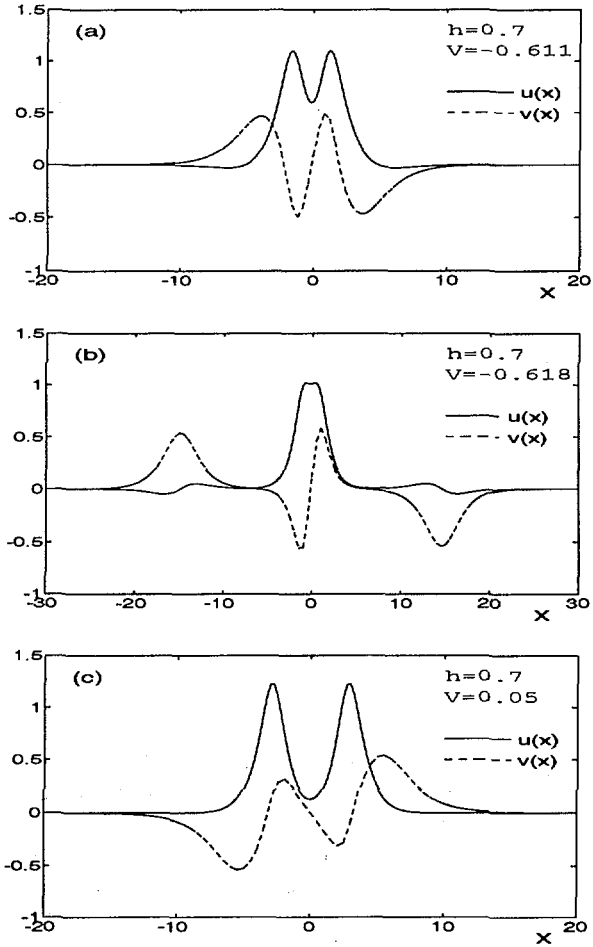 1.5
(a)
h=0.7
V=-0.611
1
u(x)
v(x)
0.5
0
-0.5
-1
-20 -10 0 10 20
X
1.5
(b)
h=0.7
V=-0.618
1
u(x)
v(x)
0.5
0
-0.5
-1
-30 -20 -10 0 10 20 30
X
1.5
(c)
h=0.7
V=0.05
1
u(x)
v(x)
0.5
0
-0.5
-1
-20 -10 0 10 20
X